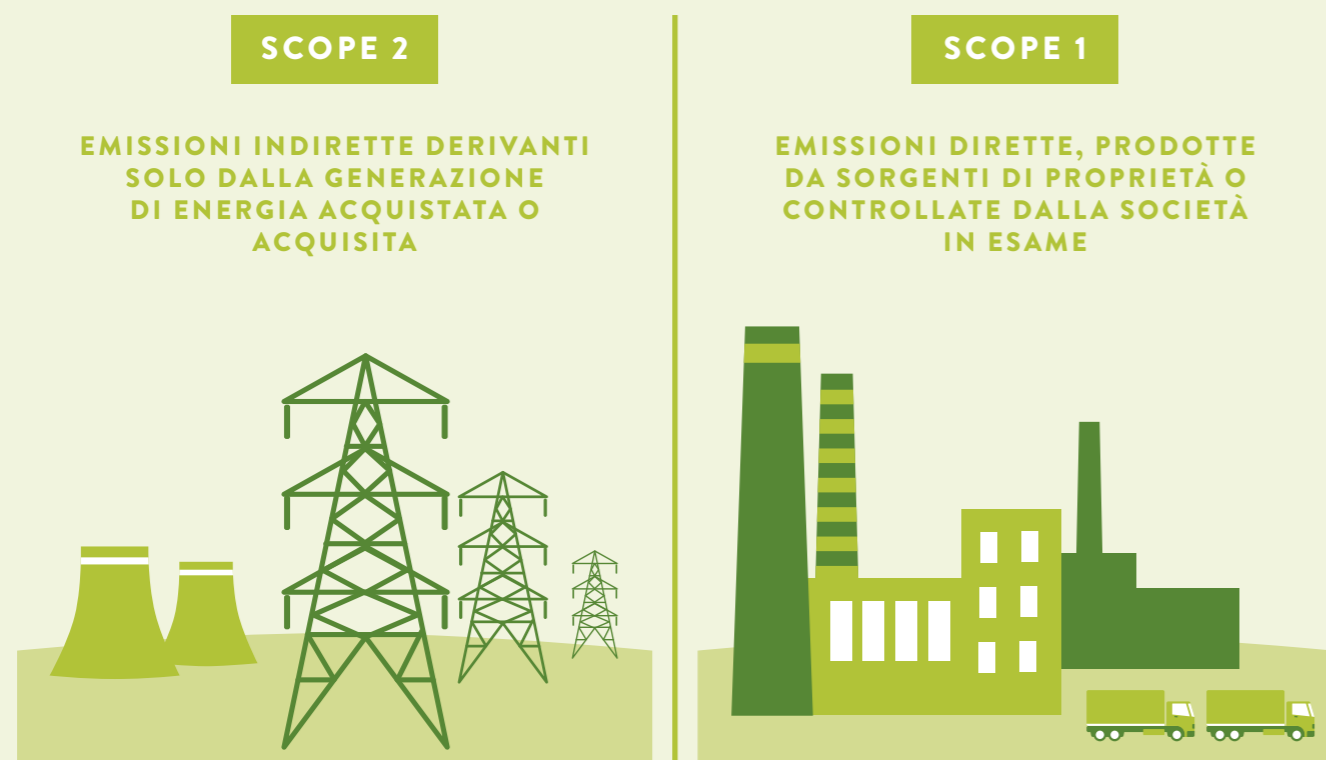 SCOPE 2
EMISSIONI INDIRETTE DERIVANTI
SOLO DALLA GENERAZIONE
DI ENERGIA ACQUISTATA O
ACQUISITA
SCOPE 1
EMISSIONI DIRETTE, PRODOTTE
DA SORGENTI DI PROPRIETÀ O
CONTROLLATE DALLA SOCIETÀ
IN ESAME